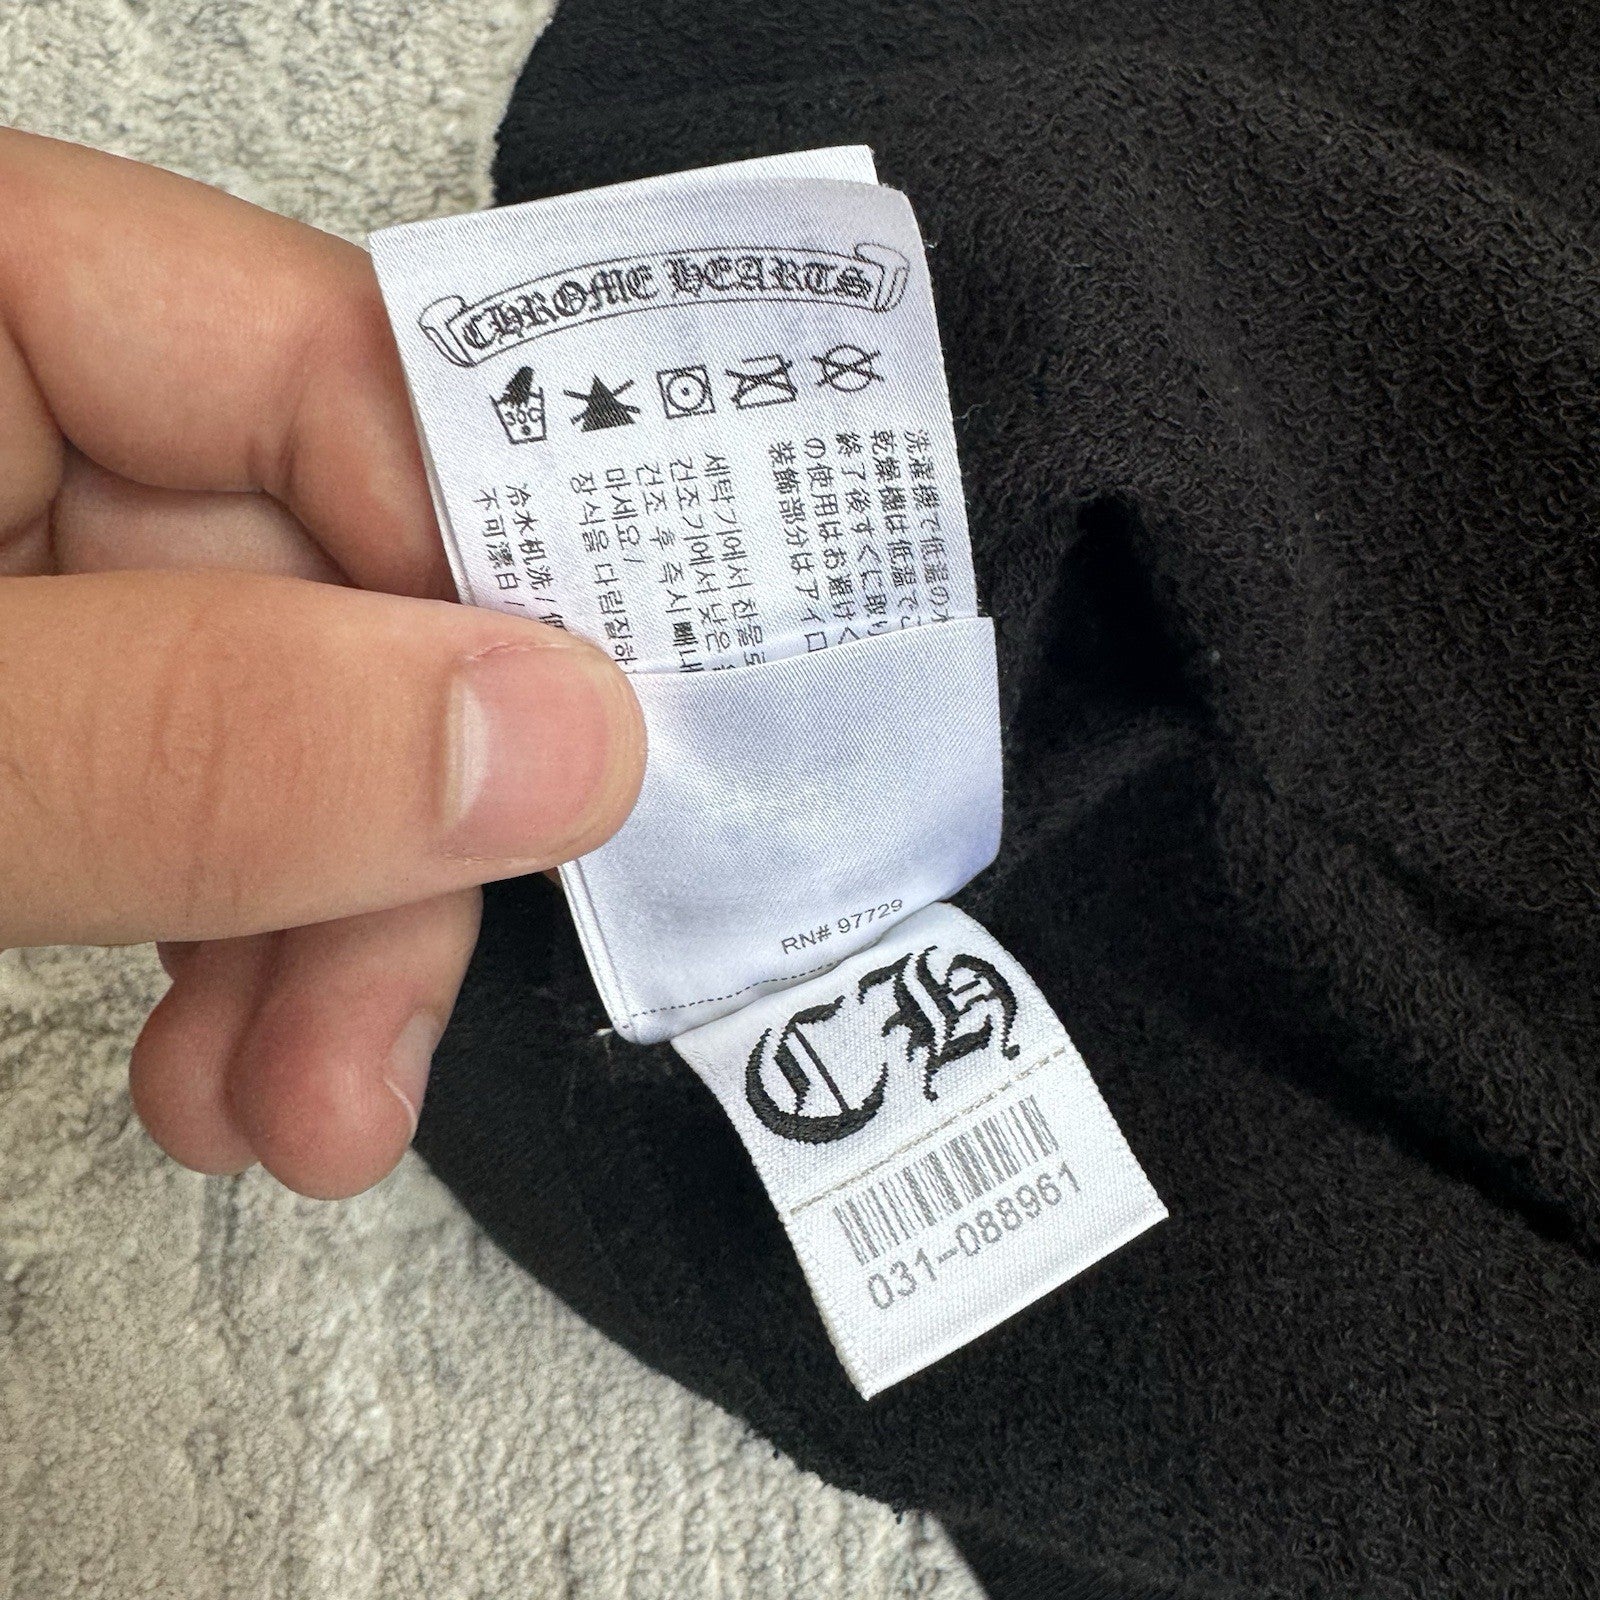 CHROME HEARTS
洗濯機で低温の
乾燥機は低温で
終了後すぐに取り
の使用はお避けく
装飾部分はアイロ
세탁기에서 찬물로
건조기에서 낮은
건조 후 즉시 빼내
마세요/
장식을 다림질하
冷水机洗/低
不可漂白/
RN# 97729
CH
031-088961